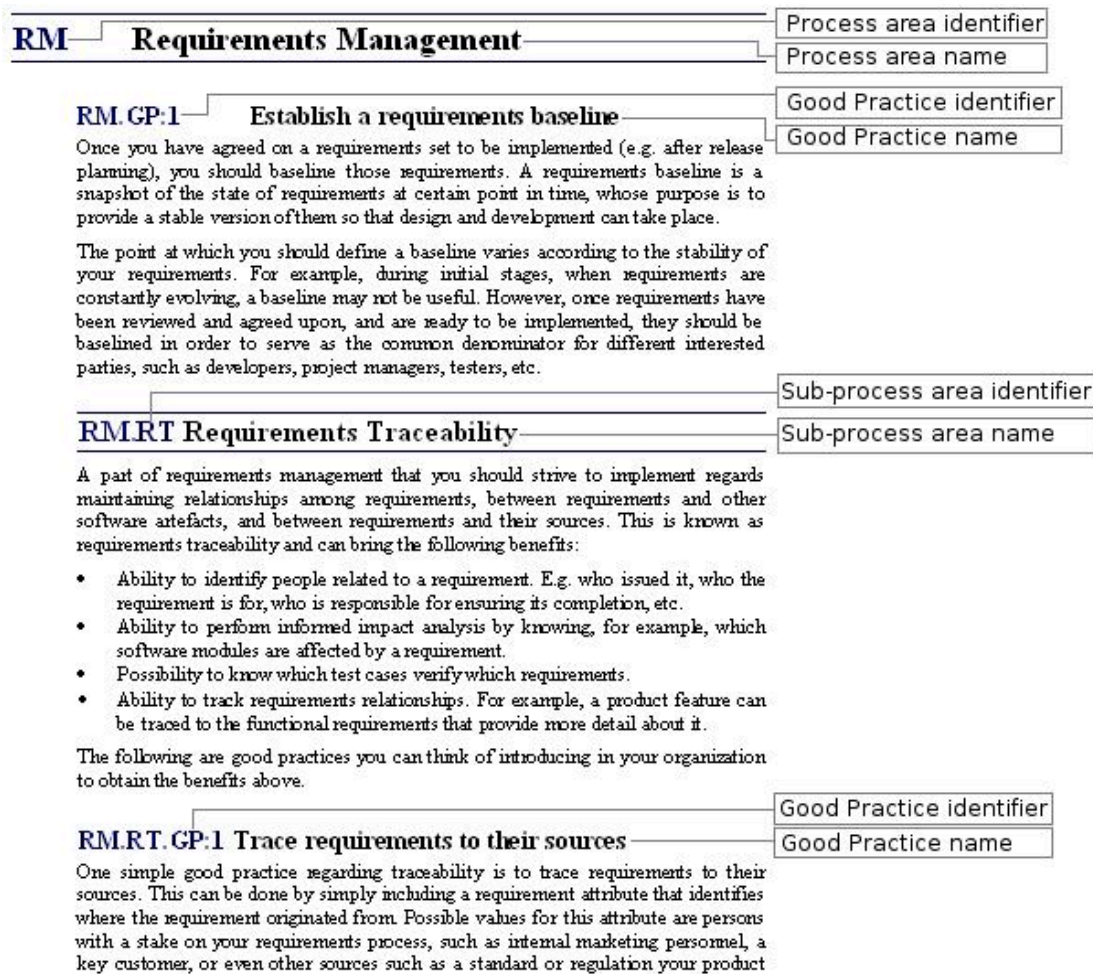 Process area identifier
RM Requirements Management
Process area name
Good Practice identifier
RM.GP:1 Establish a requirements baseline
Good Practice name
Once you have agreed on a requirements set to be implemented (e.g. after release
planning), you should baseline those requirements. A requirements baseline is a
snapshot of the state of requirements at certain point in time, whose purpose is to
provide a stable version of them so that design and development can take place.
The point at which you should define a baseline varies according to the stability of
your requirements. For example, during initial stages, when requirements are
constantly evolving, a baseline may not be useful. However, once requirements have
been reviewed and agreed upon, and are ready to be implemented, they should be
baselined in order to serve as the common denominator for different interested
parties, such as developers, project managers, testers, etc.
Sub-process area identifier
RM.RT Requirements Traceability
Sub-process area name
A part of requirements management that you should strive to implement regards
maintaining relationships among requirements, between requirements and other
software artefacts, and between requirements and their sources. This is known as
requirements traceability and can bring the following benefits:
• Ability to identify people related to a requirement. E.g. who issued it, who the
requirement is for, who is responsible for ensuring its completion, etc.
• Ability to perform informed impact analysis by knowing, for example, which
software modules are affected by a requirement.
• Possibility to know which test cases verify which requirements.
• Ability to track requirements relationships. For example, a product feature can
be traced to the functional requirements that provide more detail about it.
The following are good practices you can think of introducing in your organization
to obtain the benefits above.
Good Practice identifier
RM.RT.GP:1 Trace requirements to their sources
Good Practice name
One simple good practice regarding traceability is to trace requirements to their
sources. This can be done by simply including a requirement attribute that identifies
where the requirement originated from. Possible values for this attribute are persons
with a stake on your requirements process, such as internal marketing personnel, a
key customer, or even other sources such as a standard or regulation your product